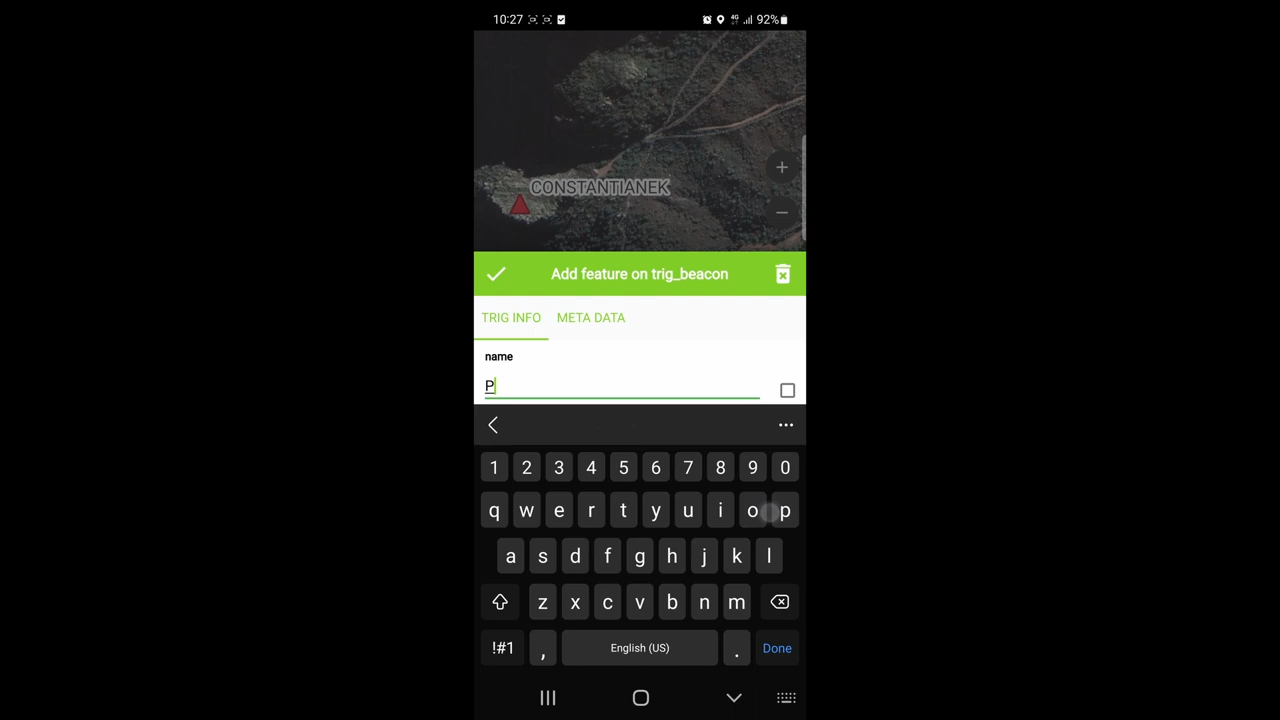 10:27 4G 92%
CONSTANTIANEK
Add feature on trig_beacon
TRIG INFO META DATA
name
P
1 2 3 4 5 6 7 8 9 0
q w e r t y u i o p
a s d f g h j k l
z x c v b n m
!#1 , English (US) . Done